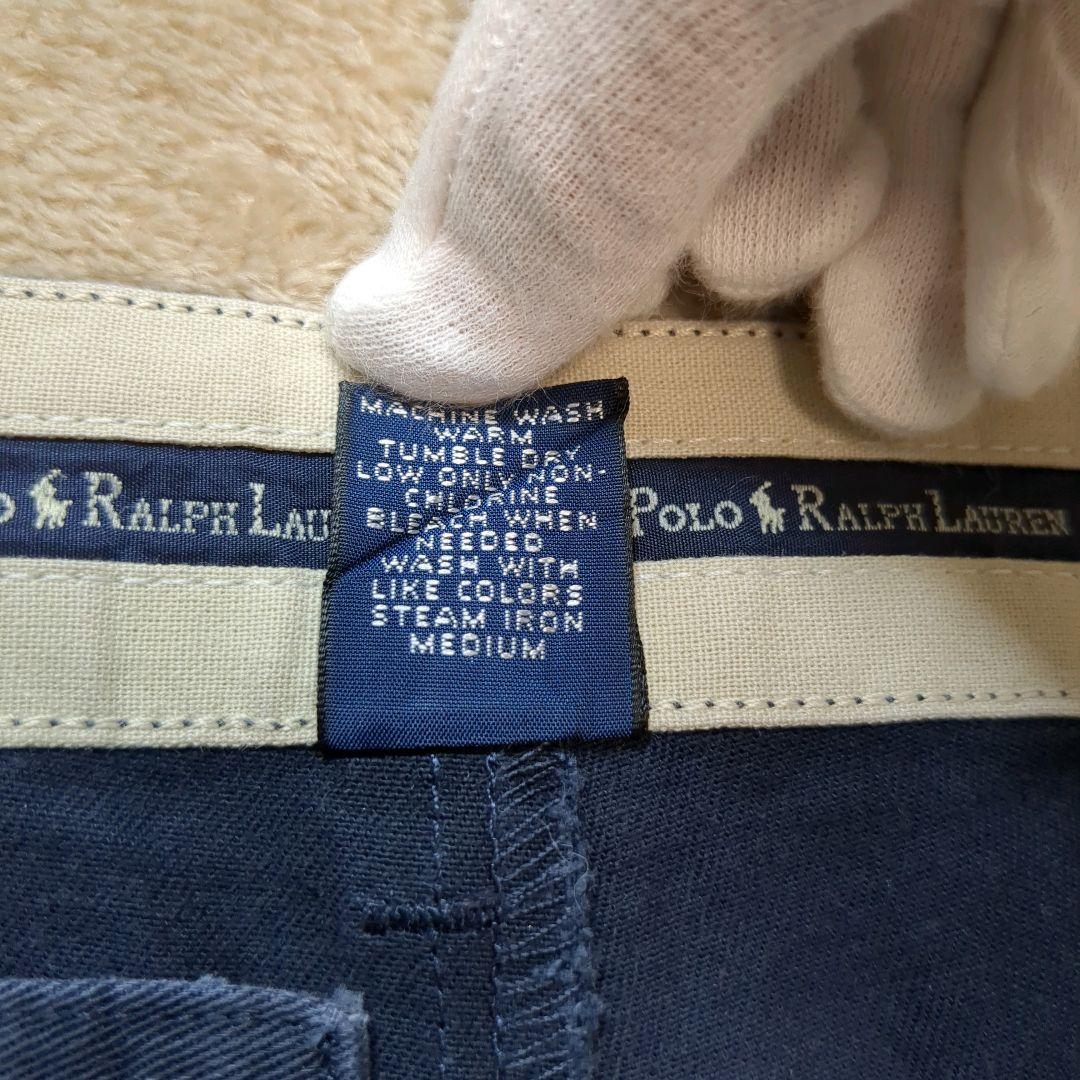 MACHINE WASH
WARM
TUMBLE DRY
LOW ONLY NON-
CHLORINE
BLEACH WHEN
NEEDED
WASH WITH
LIKE COLORS
STEAM IRON
MEDIUM
RALPH LAU
POLO RALPH LAUREN